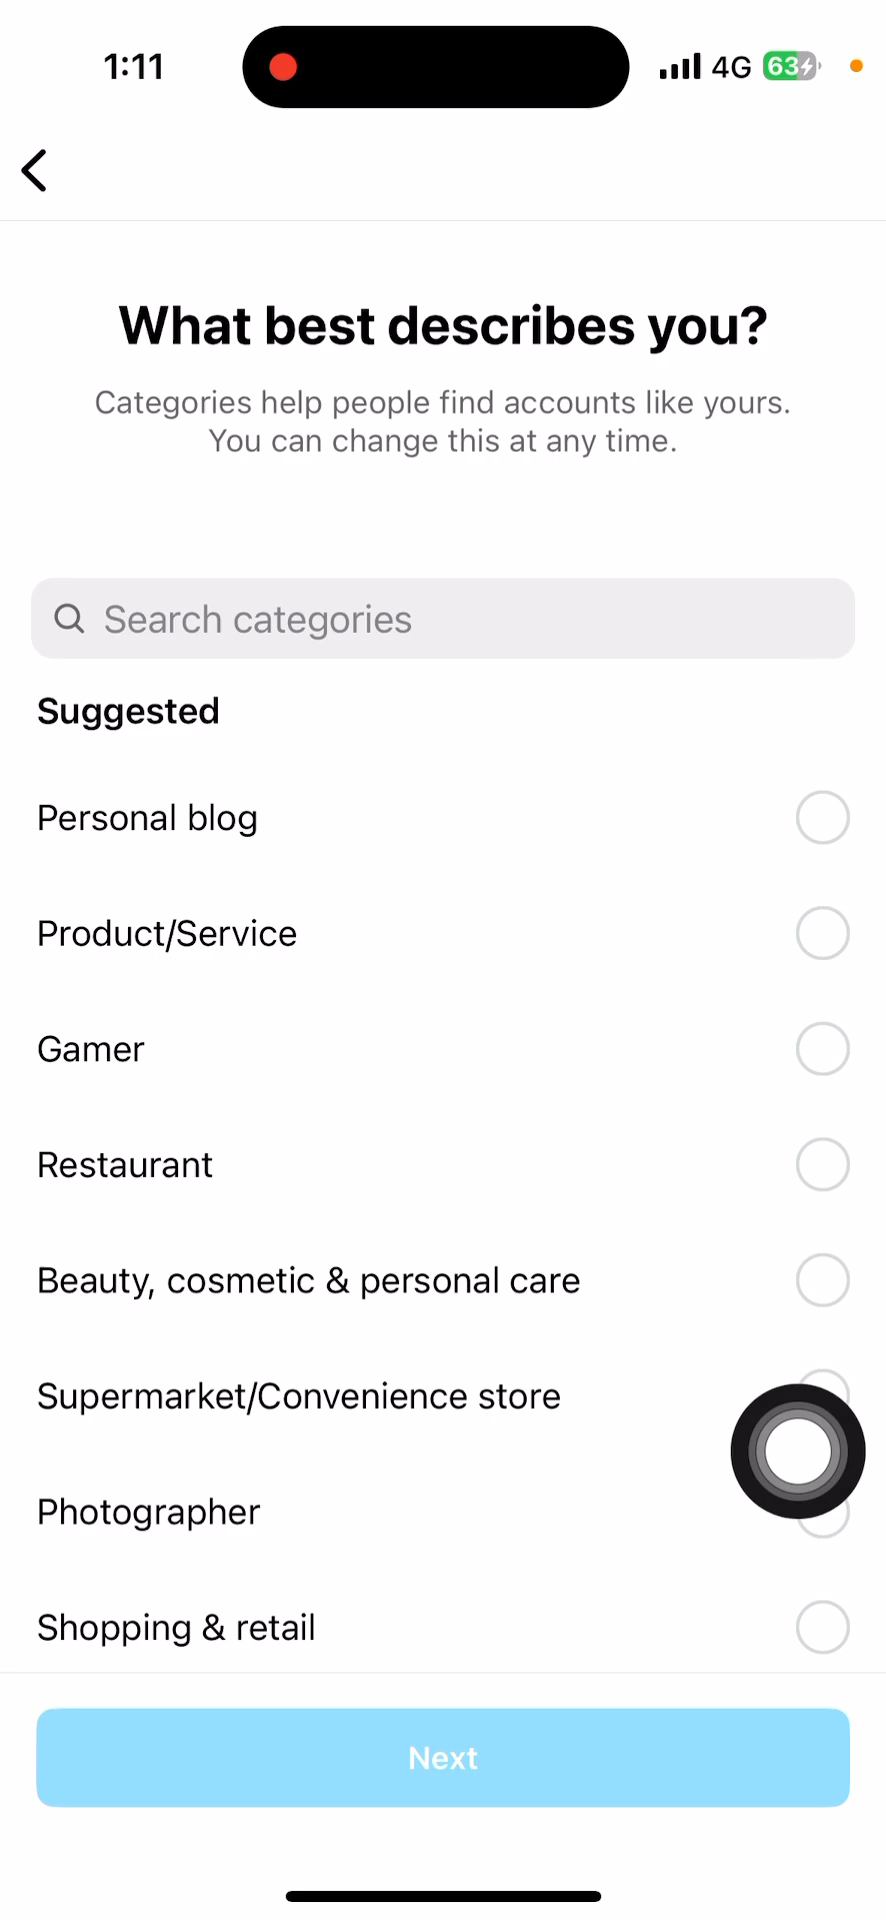 1:11
4G
63
What best describes you?
Categories help people find accounts like yours.
You can change this at any time.
Search categories
Suggested
Personal blog
Product/Service
Gamer
Restaurant
Beauty, cosmetic & personal care
Supermarket/Convenience store
Photographer
Shopping & retail
Next